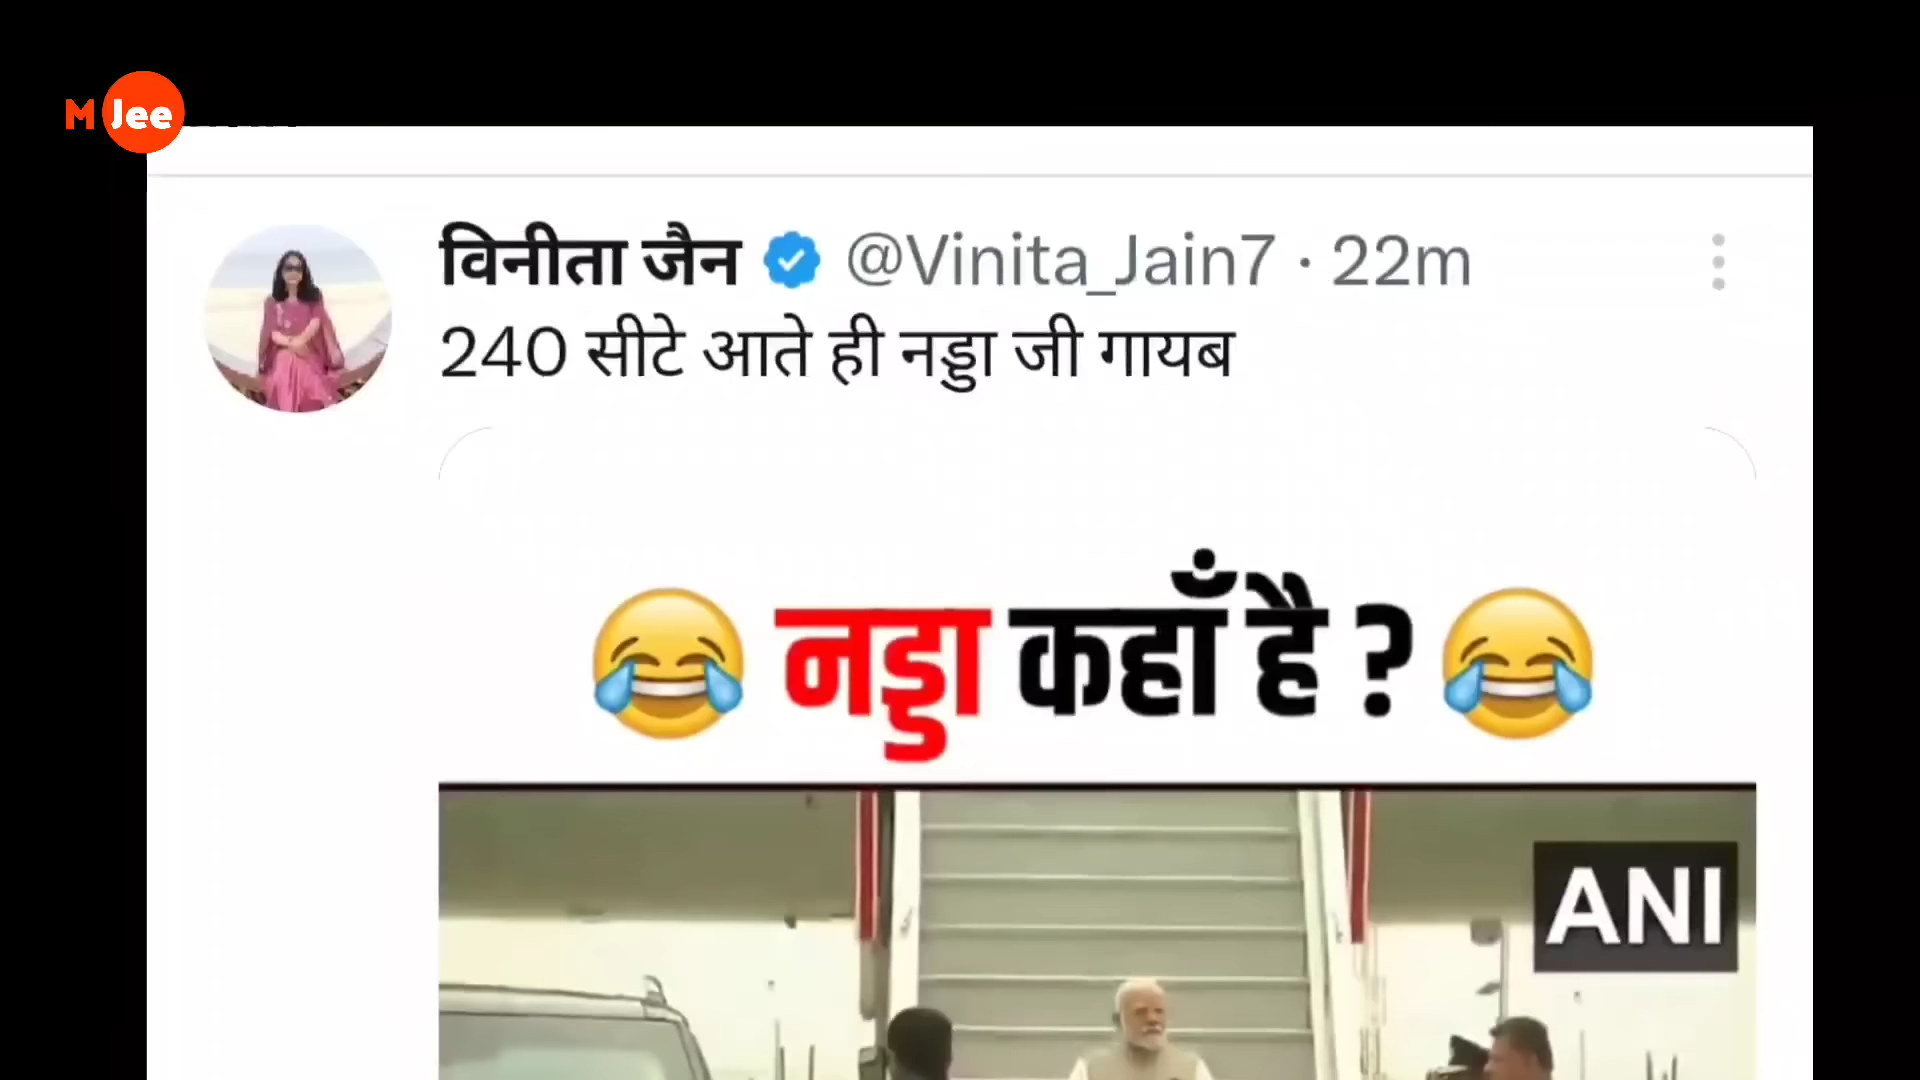 M Jee
विनीता जैन @Vinita_Jain7 · 22m
240 सीटे आते ही नड्डा जी गायब
😂 नड्डा कहाँ है ? 😂
ANI